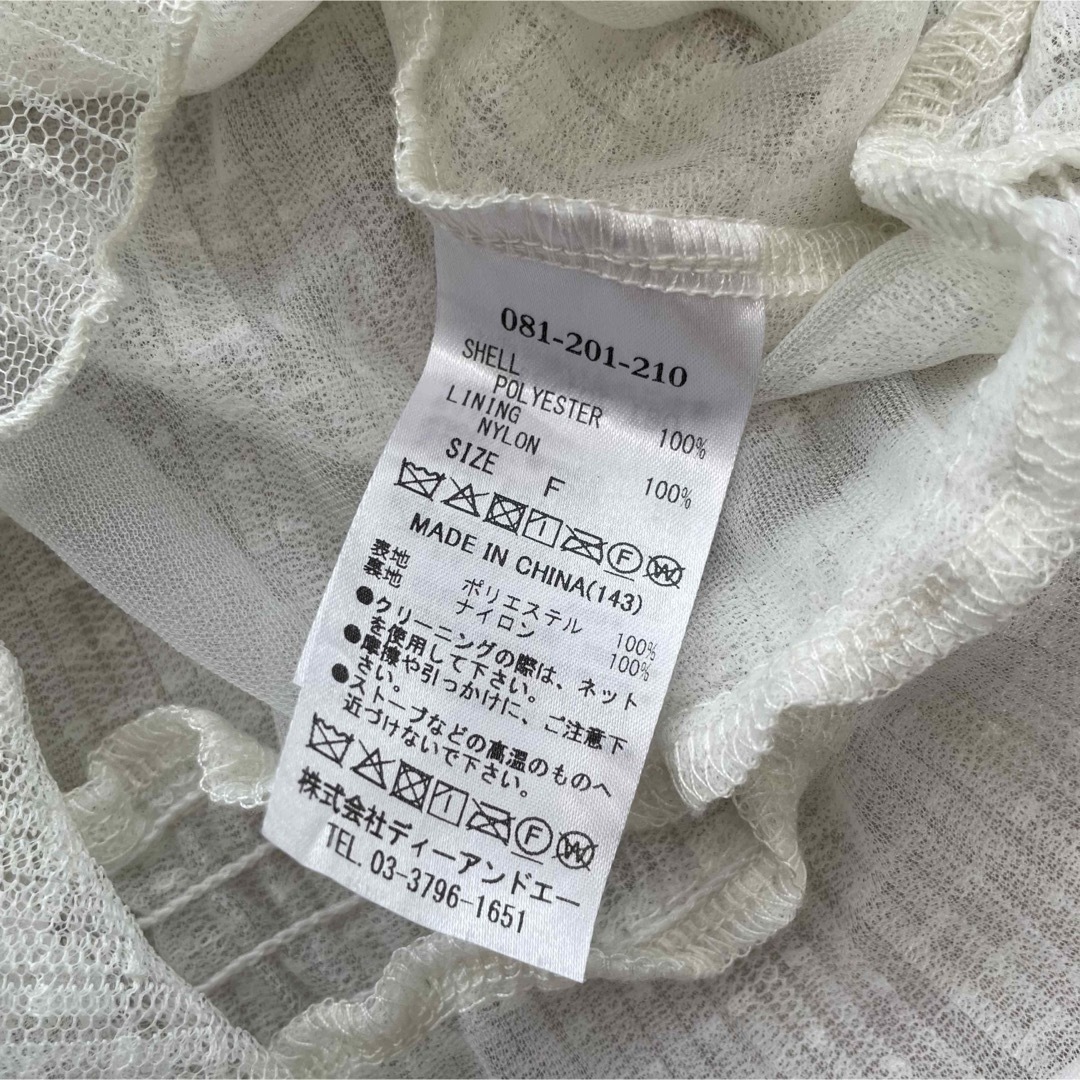 081-201-210
SHELL
POLYESTER 100%
LINING
NYLON 100%
SIZE F
MADE IN CHINA(143)
表地 ポリエステル 100%
裏地 ナイロン 100%
●クリーニングの際は、ネット
を使用して下さい。
●摩擦や引っかけに、ご注意下
さい。
●ストーブなどの高温のものへ
近づけないで下さい。
株式会社ディーアンドエー
TEL. 03-3796-1651